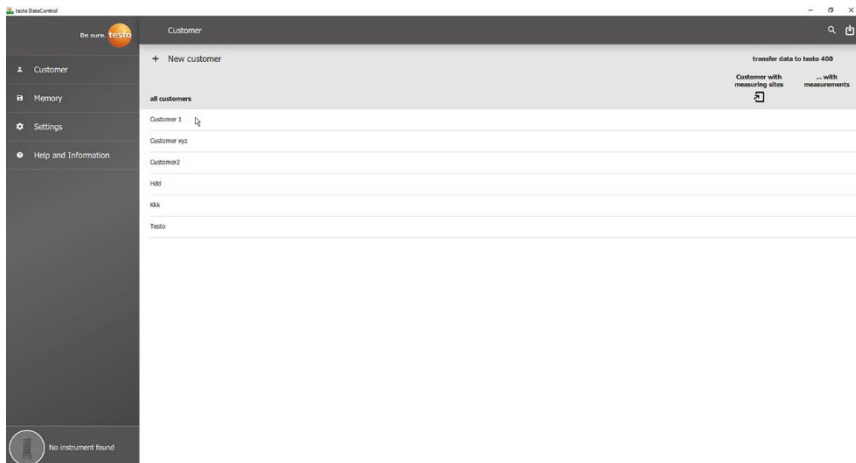 testo DataControl
Be sure. testo
Customer
Customer
Memory
Settings
Help and Information
No instrument found
+ New customer
transfer data to testo 400
Customer with
measuring sites
... with
measurements
all customers
Customer 1
Customer xyz
Customer2
Hdd
Kkk
Testo